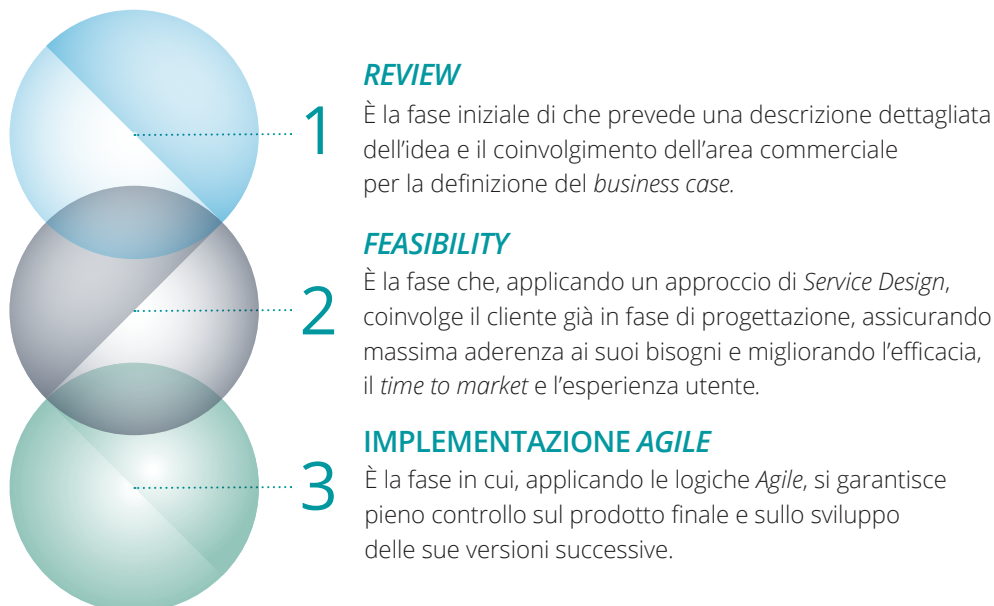 1
REVIEW
È la fase iniziale di che prevede una descrizione dettagliata
dell'idea e il coinvolgimento dell'area commerciale
per la definizione del business case.
2
FEASIBILITY
È la fase che, applicando un approccio di Service Design,
coinvolge il cliente già in fase di progettazione, assicurando
massima aderenza ai suoi bisogni e migliorando l'efficacia,
il time to market e l'esperienza utente.
3
IMPLEMENTAZIONE AGILE
È la fase in cui, applicando le logiche Agile, si garantisce
pieno controllo sul prodotto finale e sullo sviluppo
delle sue versioni successive.